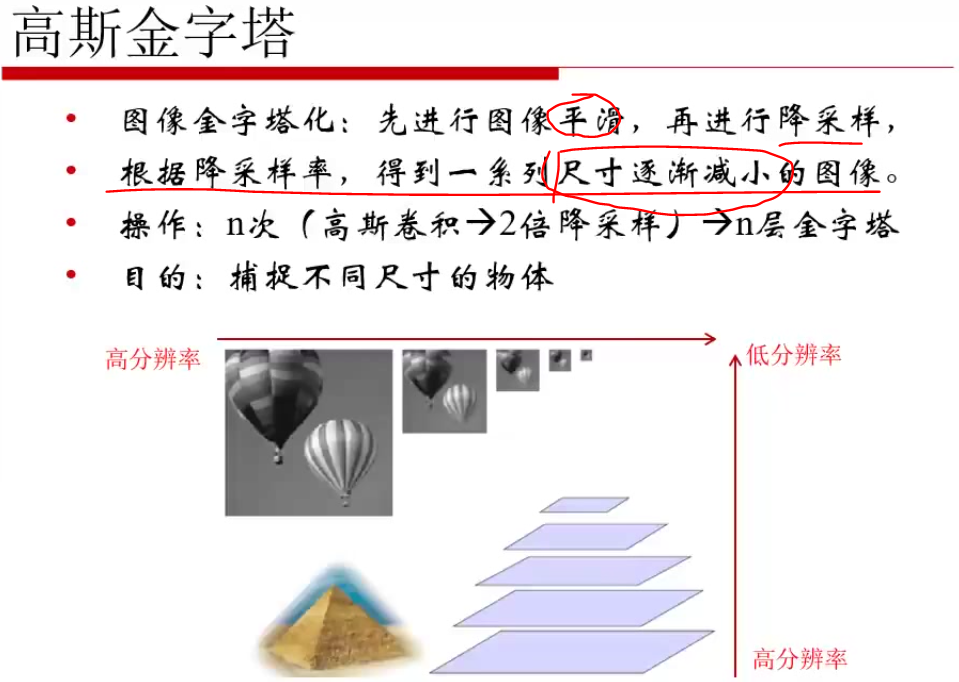 高斯金字塔
• 图像金字塔化：先进行图像平滑，再进行降采样，
• 根据降采样率，得到一系列尺寸逐渐减小的图像。
• 操作：n次（高斯卷积→2倍降采样）→n层金字塔
• 目的：捕捉不同尺寸的物体
高分辨率
低分辨率
高分辨率